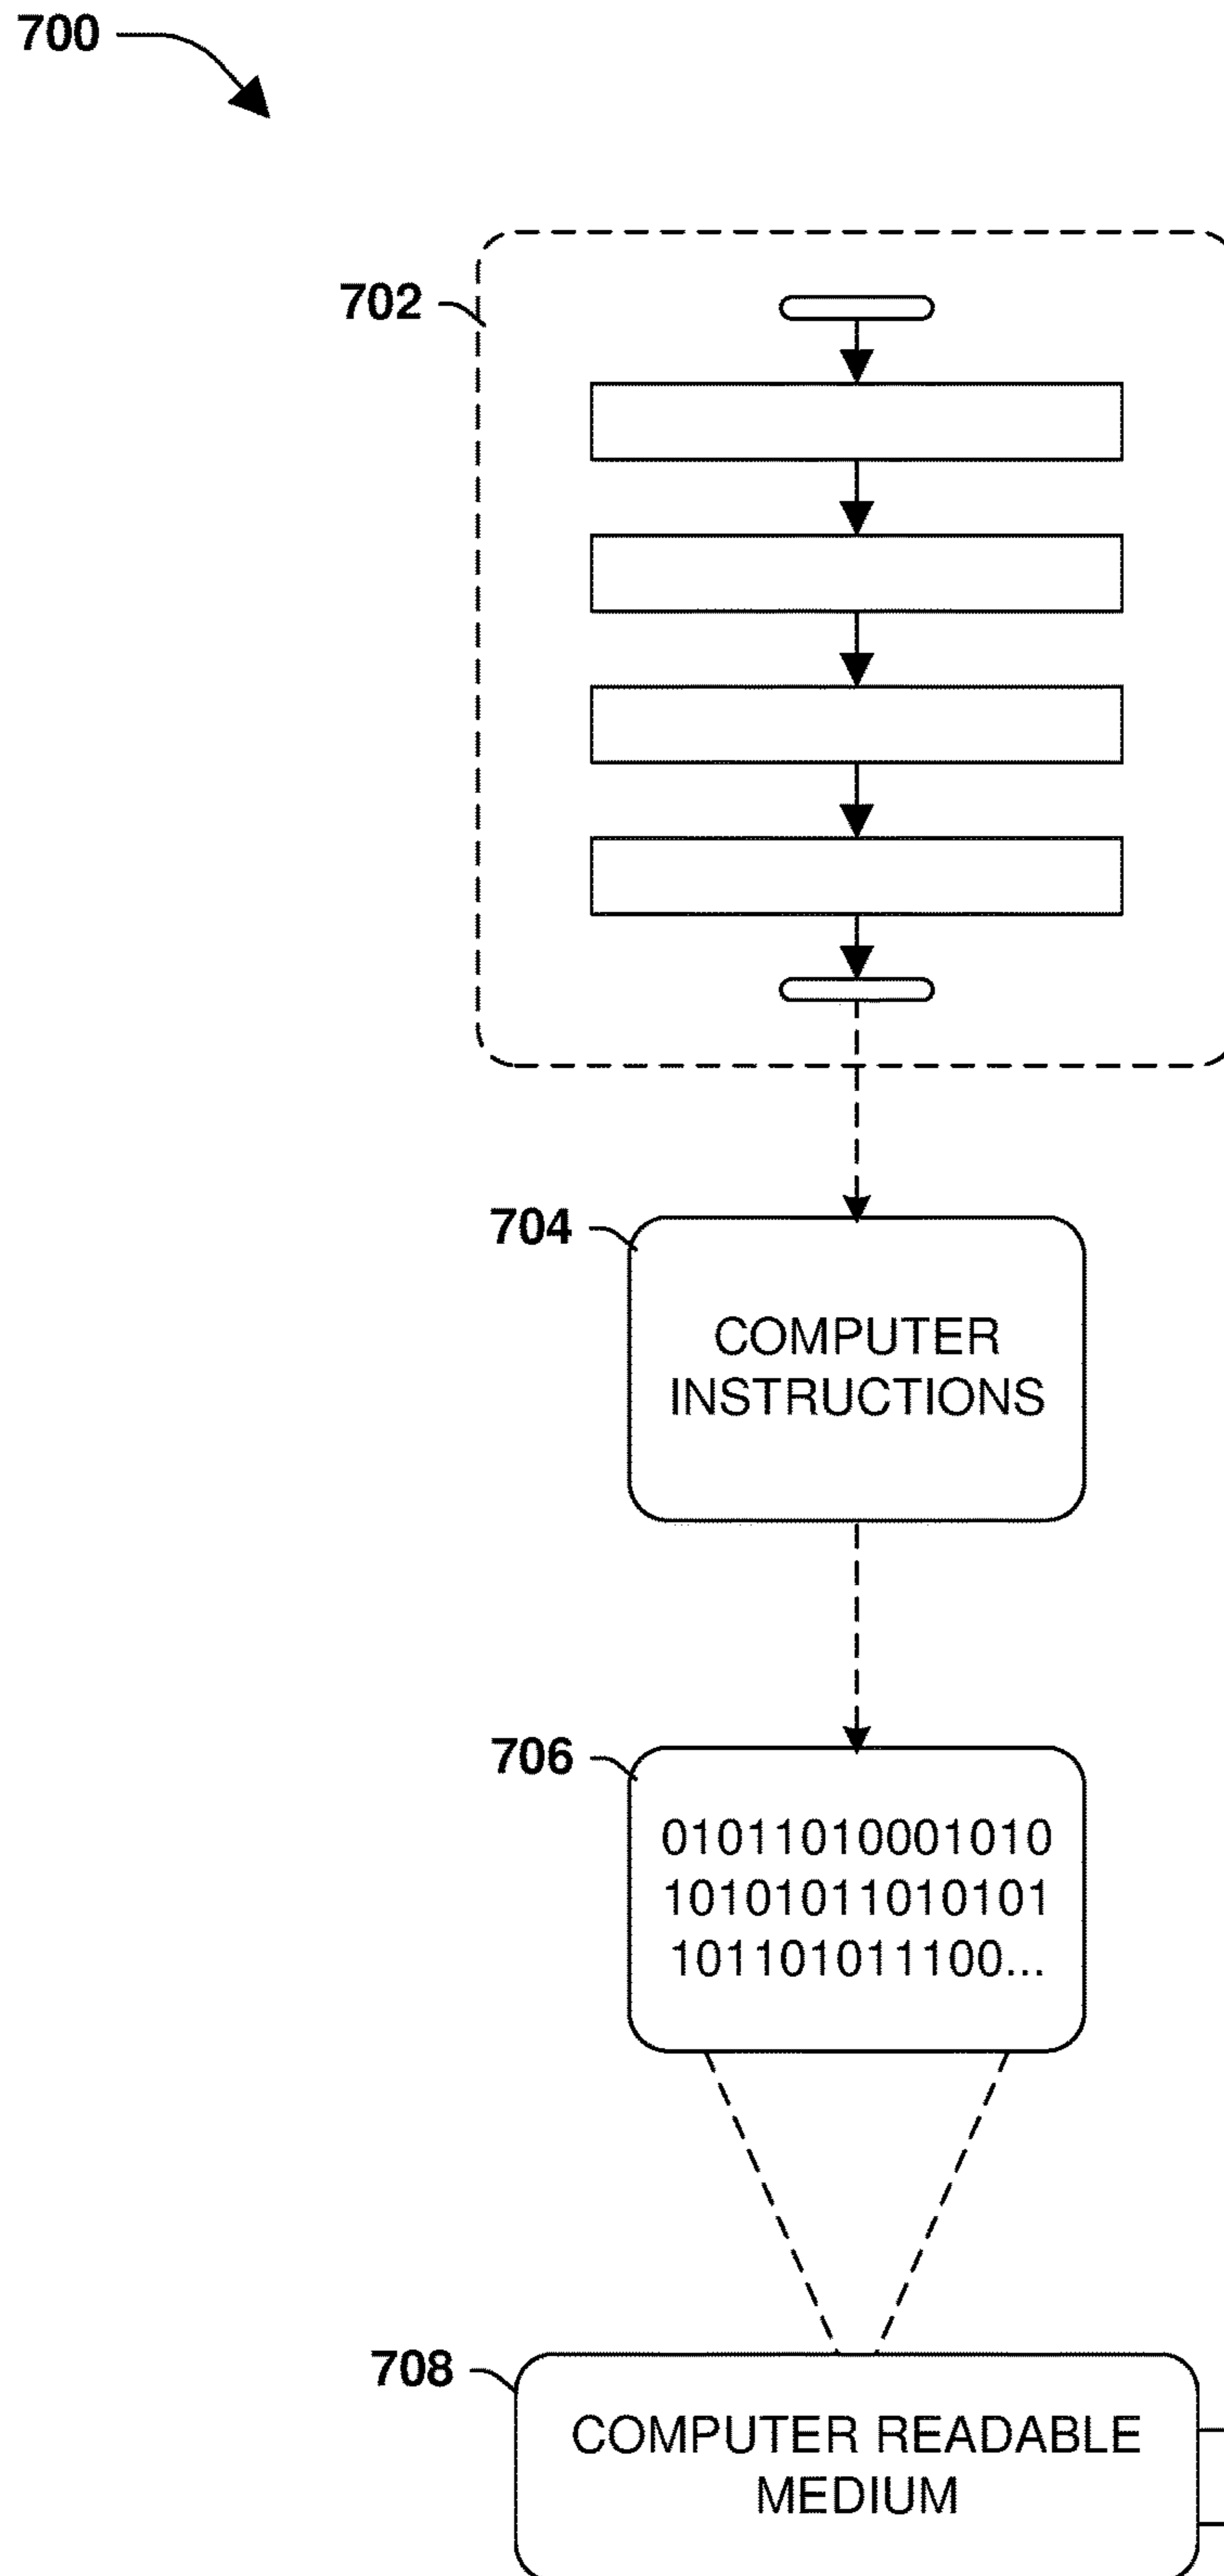 700
702
704
COMPUTER
INSTRUCTIONS
706
01011010001010
10101011010101
101101011100...
708
COMPUTER READABLE
MEDIUM